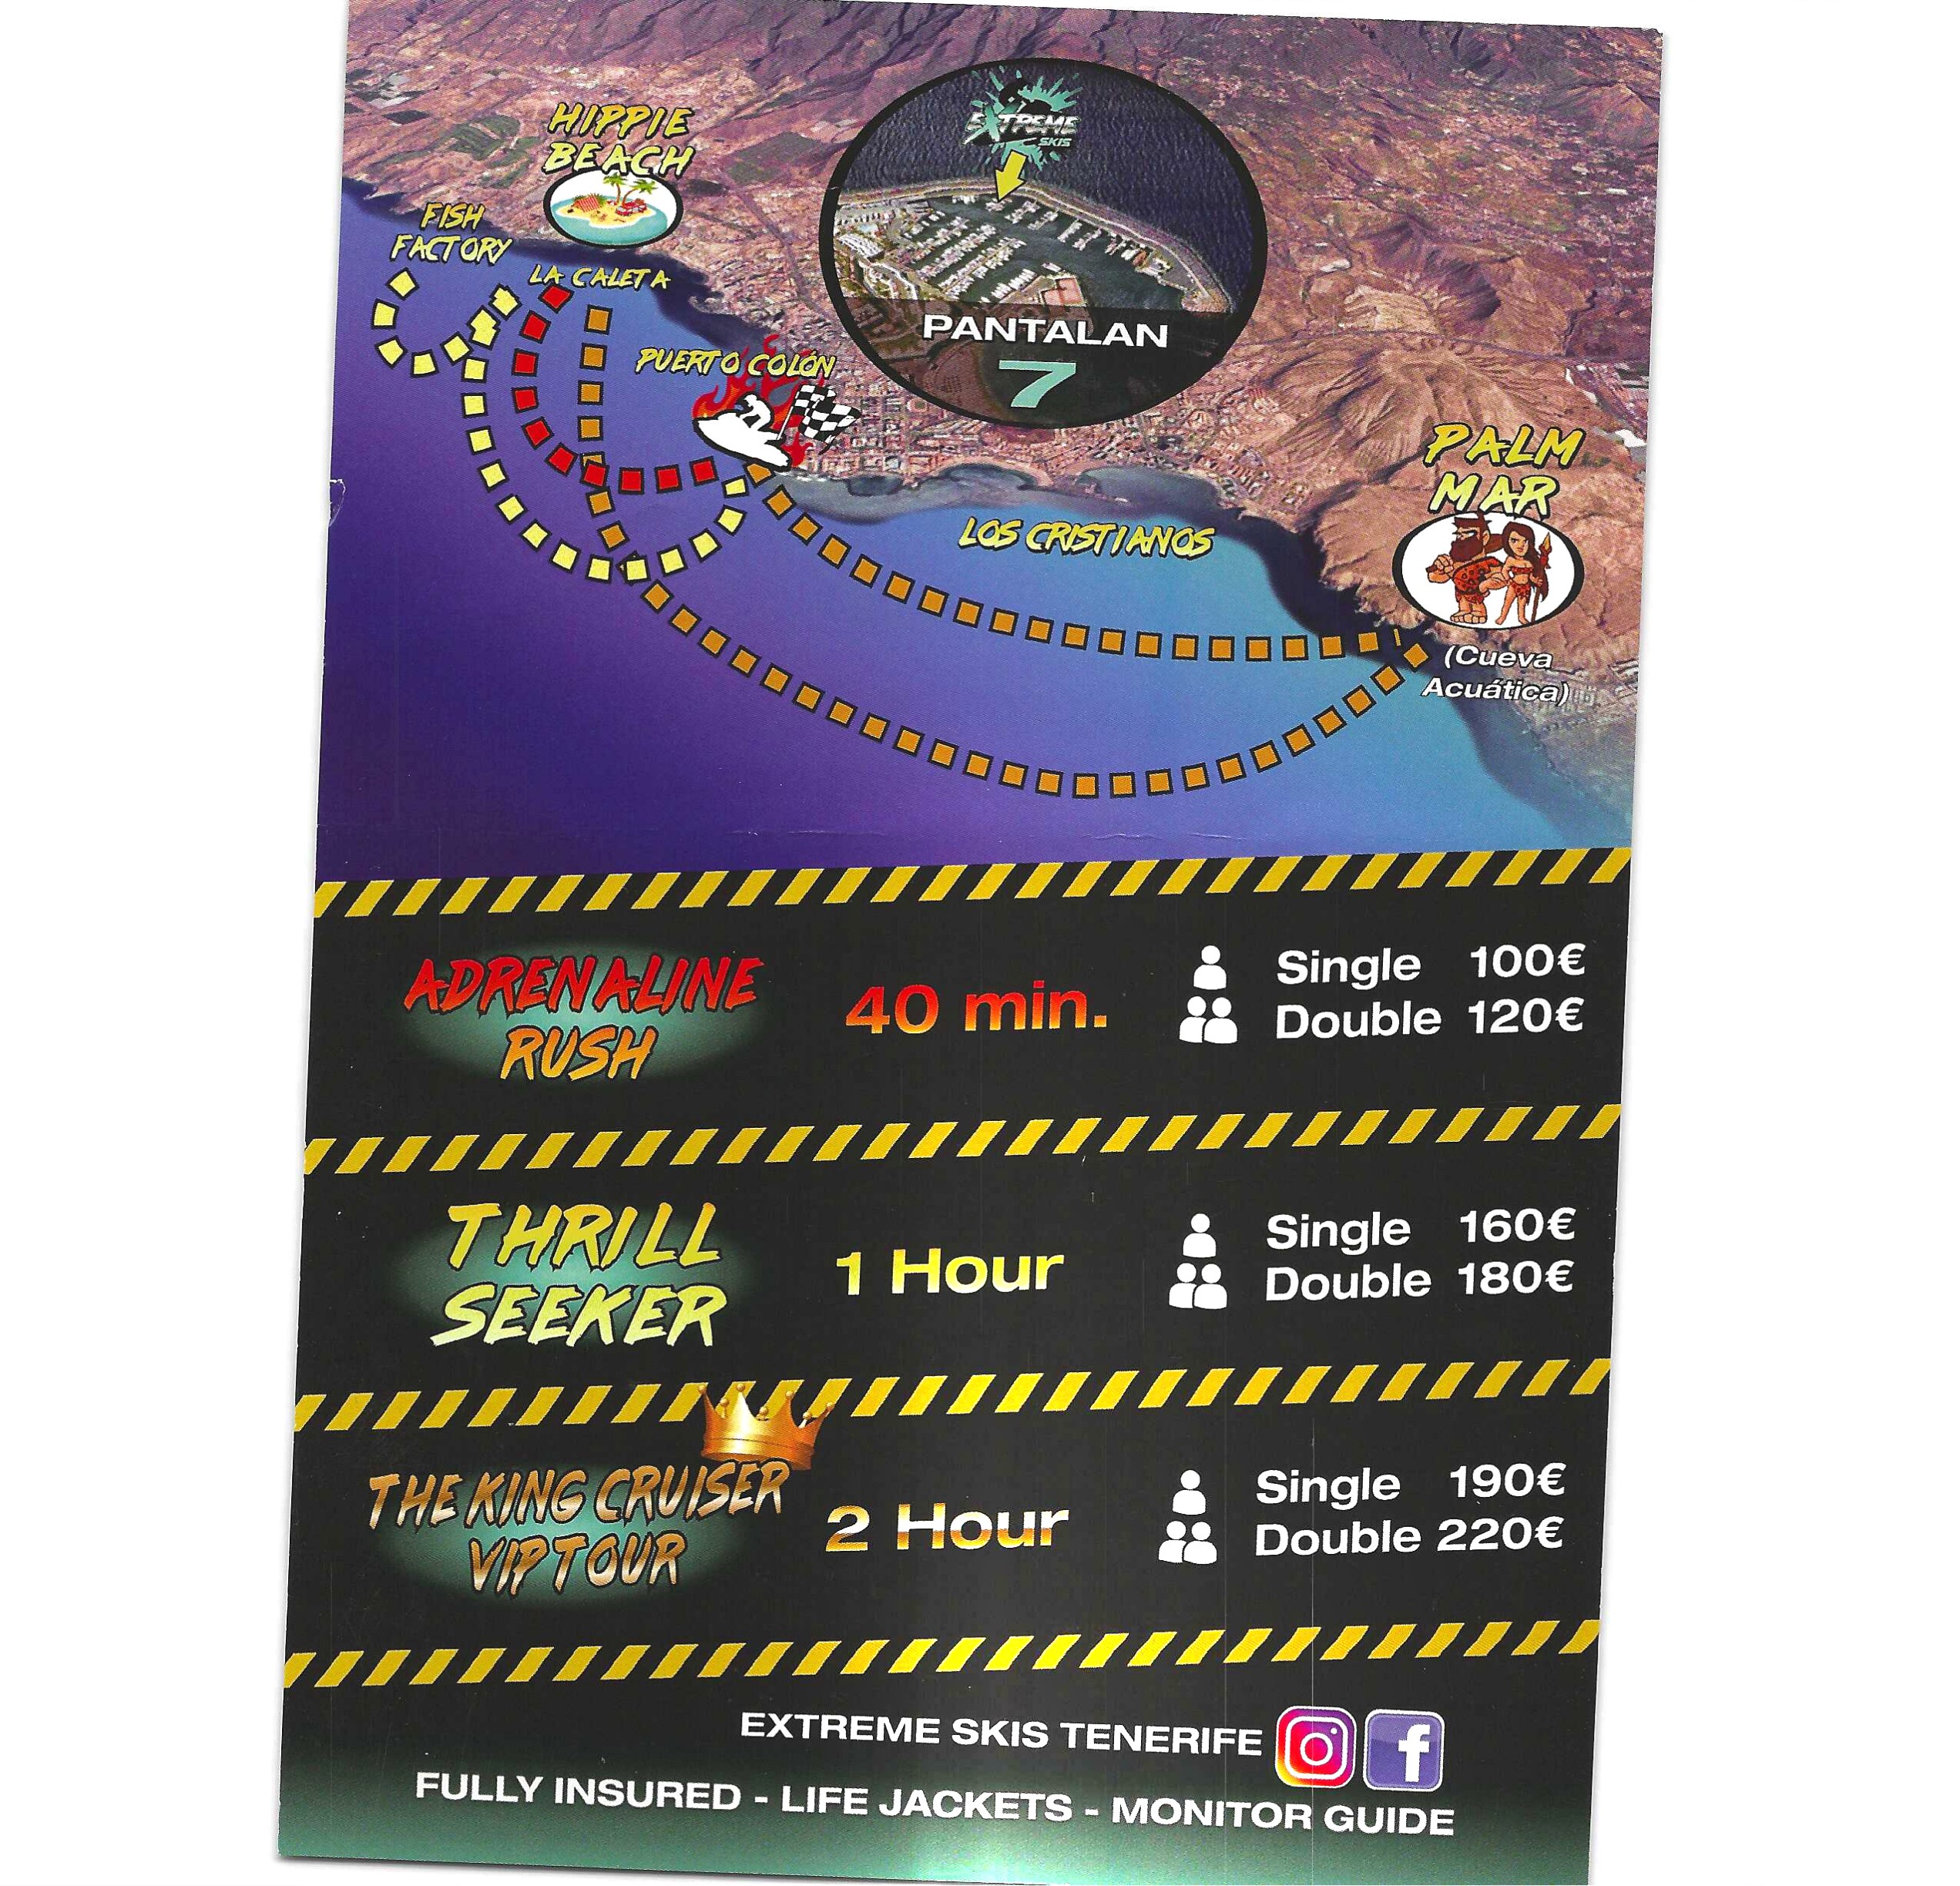 HIPPIE
BEACH
FISH
FACTORY
LA CALETA
EXTREME
SKIS
PANTALAN
7
PUERTO COLÓN
PALM
MAR
LOS CRISTIANOS
(Cueva
Acuática)
ADRENALINE
RUSH
40 min.
Single 100€
Double 120€
THRILL
SEEKER
1 Hour
Single 160€
Double 180€
THE KING CRUISER
VIP TOUR
2 Hour
Single 190€
Double 220€
EXTREME SKIS TENERIFE
FULLY INSURED - LIFE JACKETS - MONITOR GUIDE